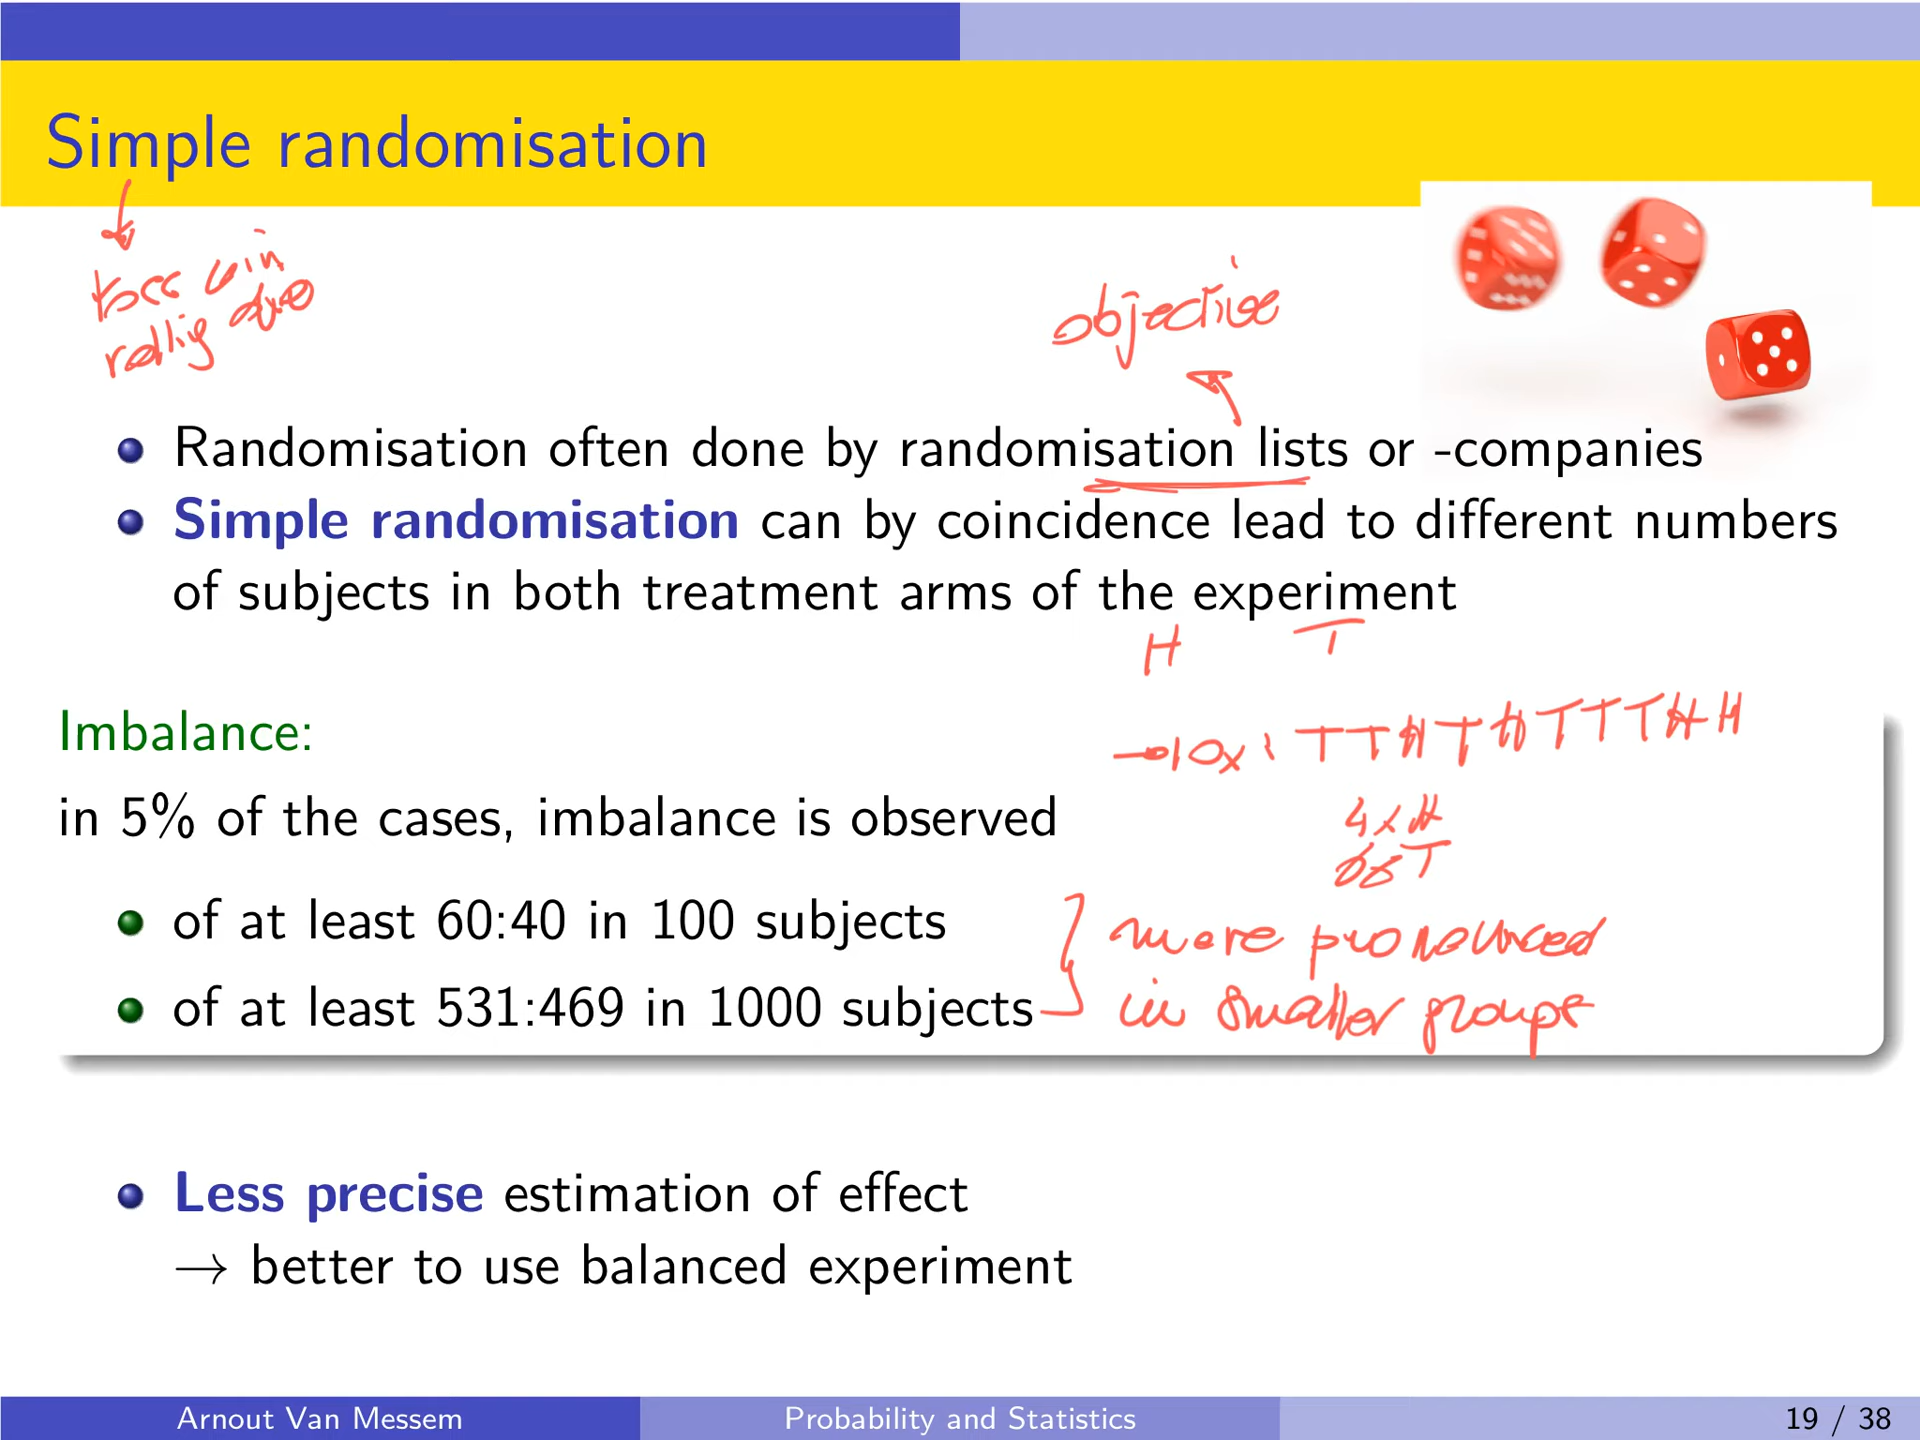 Simple randomisation
toss coin
rolling dice
objective
Randomisation often done by randomisation lists or -companies
Simple randomisation can by coincidence lead to different numbers
of subjects in both treatment arms of the experiment
H T
Imbalance:
→10x: T T H T H T T T H H
in 5% of the cases, imbalance is observed
4x H
6x T
of at least 60:40 in 100 subjects
of at least 531:469 in 1000 subjects
more pronounced
in smaller groups
Less precise estimation of effect
→ better to use balanced experiment
Arnout Van Messem
Probability and Statistics
19 / 38